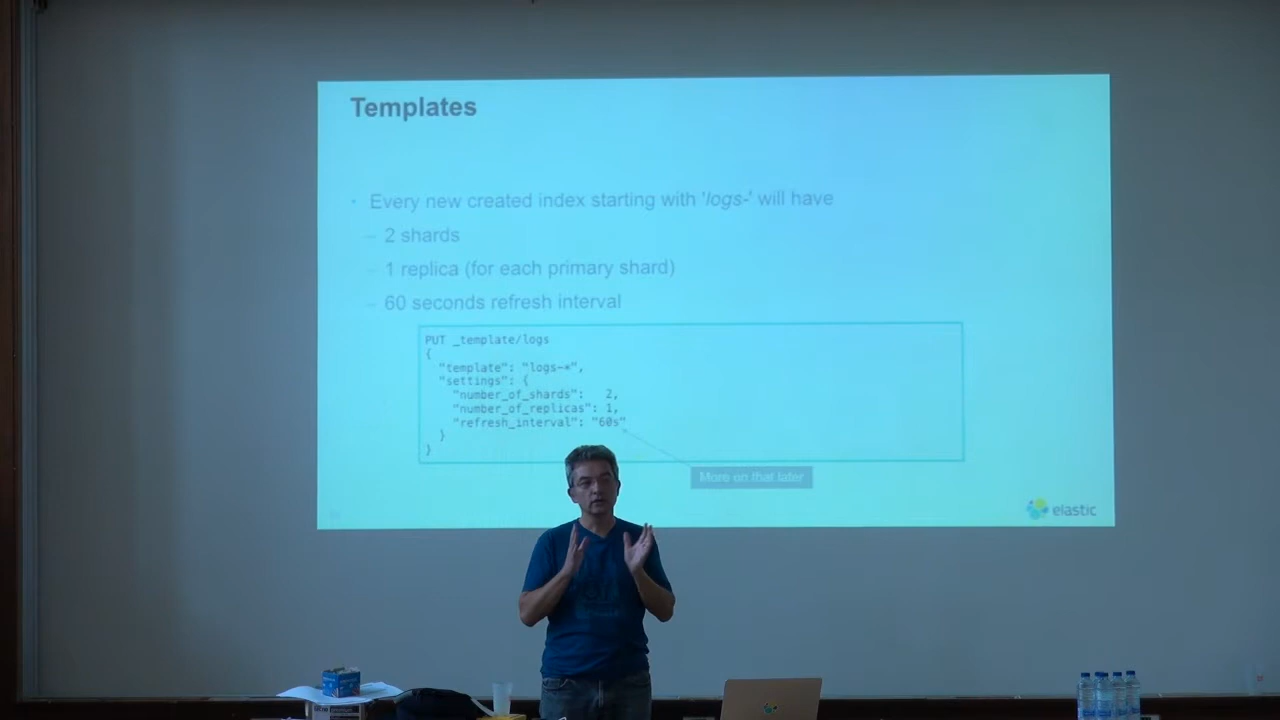 Templates
• Every new created index starting with 'logs-' will have
– 2 shards
– 1 replica (for each primary shard)
– 60 seconds refresh interval
PUT _template/logs
{
"template": "logs-*",
"settings": {
"number_of_shards": 2,
"number_of_replicas": 1,
"refresh_interval": "60s"
}
}
More on that later
elastic